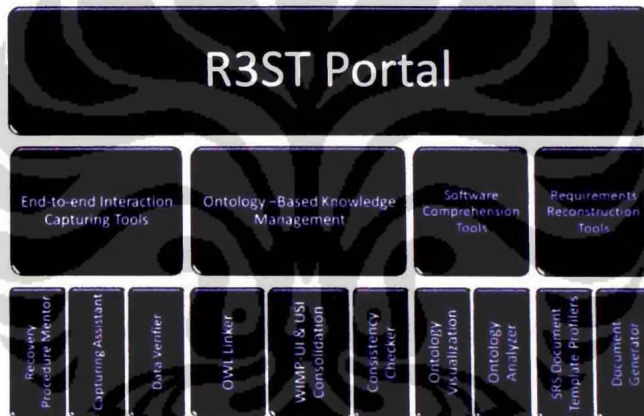 R3ST Portal
End-to-end Interaction
Capturing Tools
Ontology –Based Knowledge
Management
Software
Comprehension
Tools
Requirements
Reconstruction
Tools
Recovery
Procedure Mentor
Capturing Assistant
Data Verifier
OWL Linker
WIMP-UI & USI
Consolidation
Consistency
Checker
Ontology
Visualization
Ontology
Analyzer
SRS Document
Template Profilers
Document
Generator